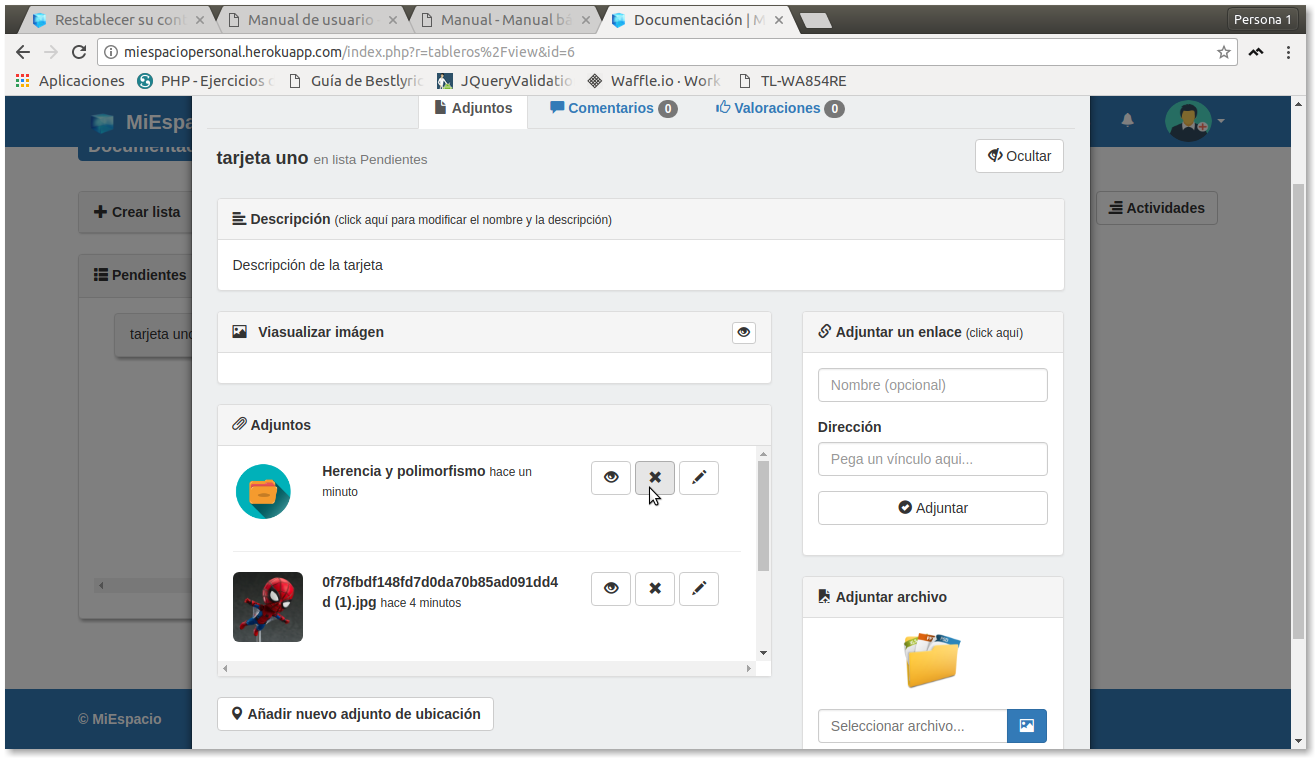 Restablecer su con
Manual de usuario
Manual - Manual bá
Documentación | M
Persona 1
miespaciopersonal.herokuapp.com/index.php?r=tableros%2Fview&id=6
Aplicaciones
PHP - Ejercicios
Guía de Bestlyric
JQueryValidatio
Waffle.io · Work
TL-WA854RE
MiEspa
Documentac
Adjuntos
Comentarios 0
Valoraciones 0
tarjeta uno en lista Pendientes
Ocultar
Crear lista
Actividades
Descripción (click aquí para modificar el nombre y la descripción)
Descripción de la tarjeta
Pendientes
tarjeta uno
Viasualizar imágen
Adjuntar un enlace (click aquí)
Nombre (opcional)
Dirección
Pega un vínculo aqui...
Adjuntar
Adjuntos
Herencia y polimorfismo hace un
minuto
0f78fbdf148fd7d0da70b85ad091dd4
d (1).jpg hace 4 minutos
Adjuntar archivo
Seleccionar archivo...
Añadir nuevo adjunto de ubicación
© MiEspacio